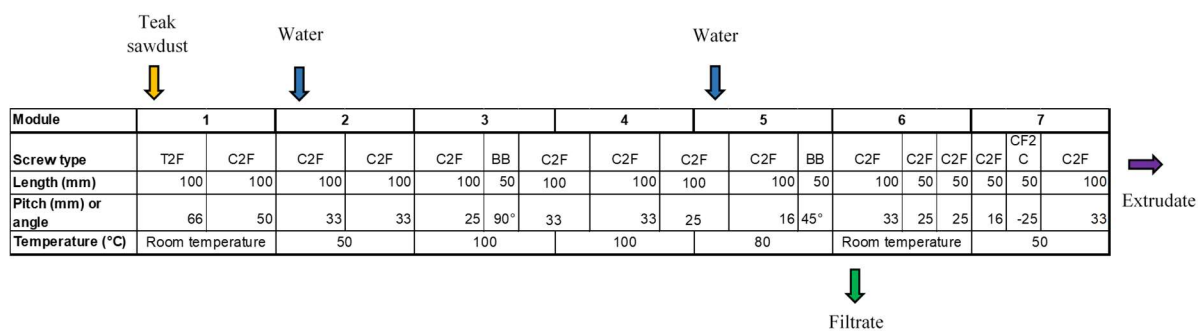 Teak
sawdust
Water
Water
Module 1 2 3 4 5 6 7
Screw type T2F C2F C2F C2F C2F BB C2F C2F C2F C2F BB C2F C2F C2F C2F CF2
C C2F
Length (mm) 100 100 100 100 100 50 100 100 100 100 50 100 50 50 50 50 100
Pitch (mm) or
angle 66 50 33 33 25 90° 33 33 25 16 45° 33 25 25 16 -25 33
Temperature (°C) Room temperature 50 100 100 80 Room temperature 50
Extrudate
Filtrate